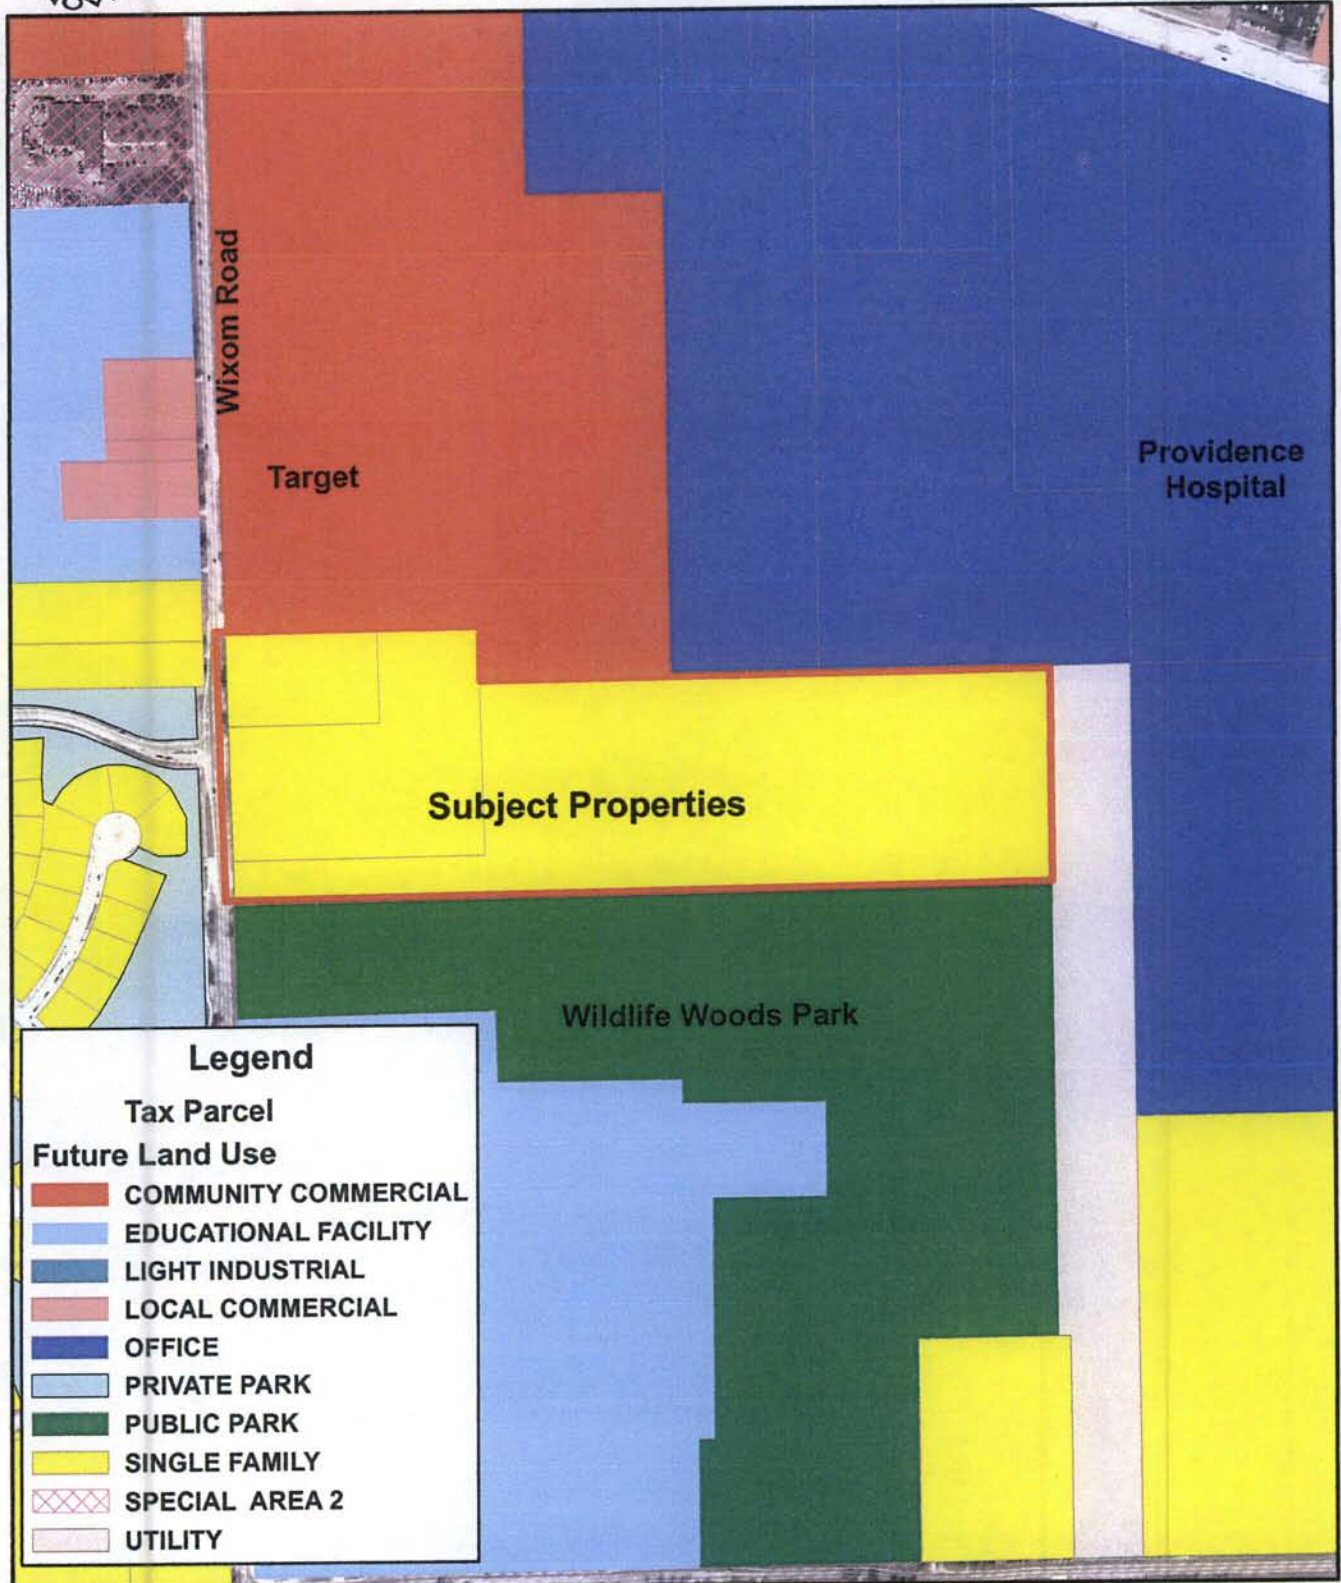 Wixom Road
Target
Providence
Hospital
Subject Properties
Wildlife Woods Park
Legend
Tax Parcel
Future Land Use
COMMUNITY COMMERCIAL
EDUCATIONAL FACILITY
LIGHT INDUSTRIAL
LOCAL COMMERCIAL
OFFICE
PRIVATE PARK
PUBLIC PARK
SINGLE FAMILY
SPECIAL AREA 2
UTILITY